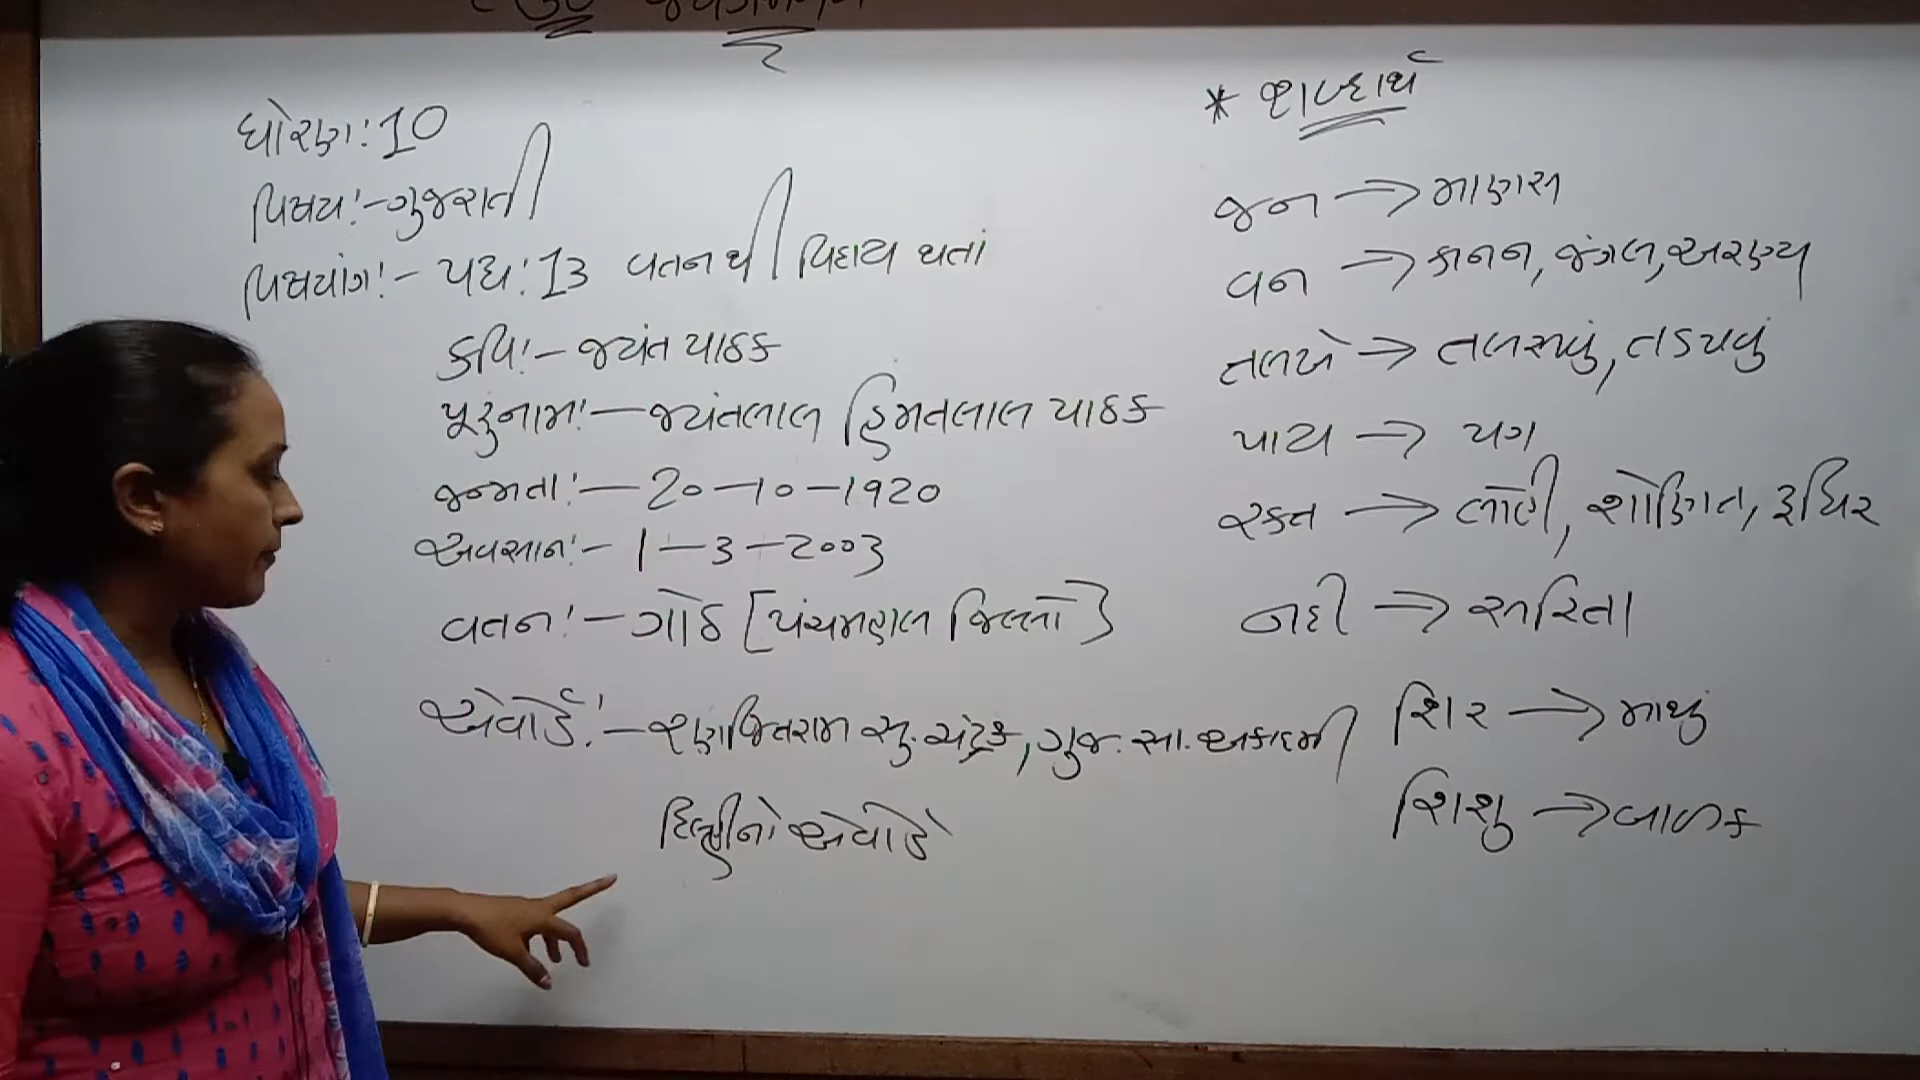 ધોરણ: 10
વિષય:- ગુજરાતી
વિષયાંગ:- પદ્ય: 13 વતનથી વિદાય થતાં
કવિ:- જયંત પાઠક
પૂરુંનામ:- જયંતલાલ હિંમતલાલ પાઠક
જન્મતા:- 20-10-1920
અવસાન:- 1-3-2003
વતન:- ગોઠ [પંચમહાલ જિલ્લો]
એવોર્ડ:- રણજિતરામ સુ. ચંદ્રક, ગુજ. સા. અકાદમી
દિલ્હીનો એવોર્ડ
* શબ્દાર્થ
જન → માણસ
વન → કાનન, જંગલ, અરણ્ય
તલખે → તલસવું, તડપવું
પાય → પગ
રક્ત → લોહી, શોણિત, રૂધિર
નદી → સરિતા
શિર → માથું
શિશુ → બાળક